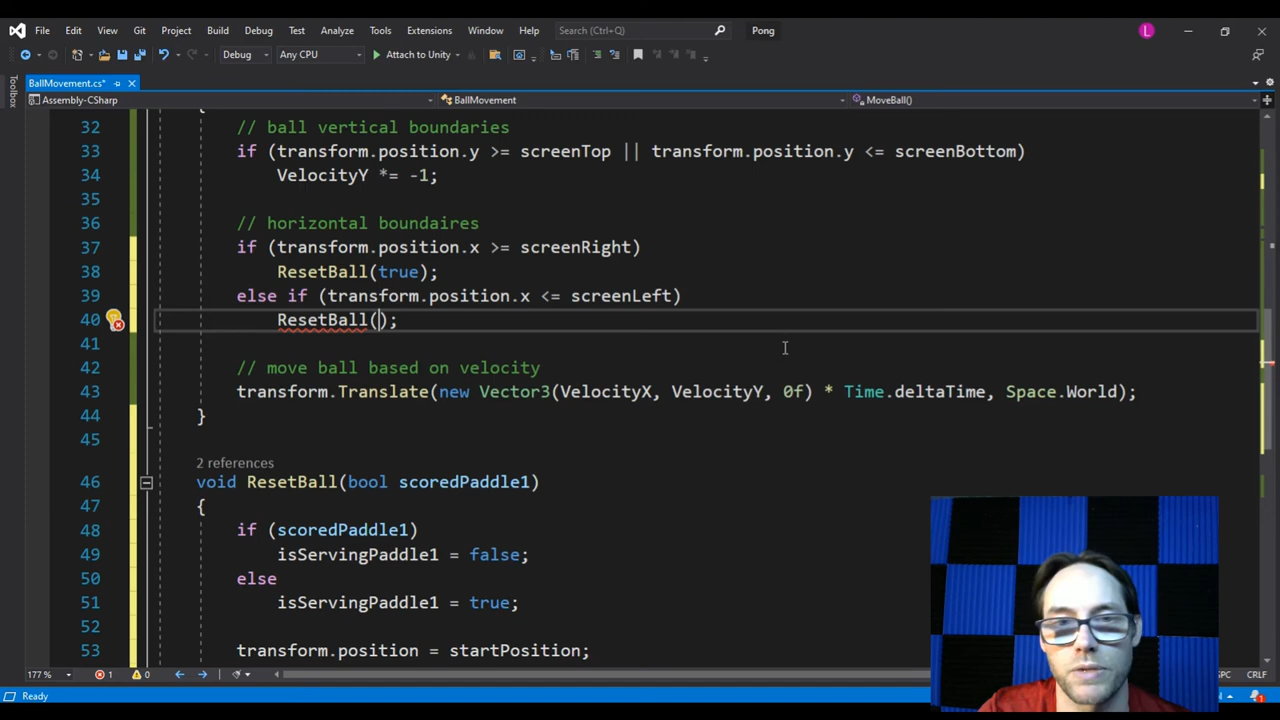 File Edit View Git Project Build Debug Test Analyze Tools Extensions Window Help Search (Ctrl+Q) Pong L
Debug Any CPU Attach to Unity
BallMovement.cs*
Toolbox
Assembly-CSharp BallMovement MoveBall()
32 // ball vertical boundaries
33 if (transform.position.y >= screenTop || transform.position.y <= screenBottom)
34 VelocityY *= -1;
35
36 // horizontal boundaires
37 if (transform.position.x >= screenRight)
38 ResetBall(true);
39 else if (transform.position.x <= screenLeft)
40 ResetBall();
41
42 // move ball based on velocity
43 transform.Translate(new Vector3(VelocityX, VelocityY, 0f) * Time.deltaTime, Space.World);
44 }
45
2 references
46 void ResetBall(bool scoredPaddle1)
47 {
48 if (scoredPaddle1)
49 isServingPaddle1 = false;
50 else
51 isServingPaddle1 = true;
52
53 transform.position = startPosition;
177 % 1 0 SPC CRLF
Ready 1